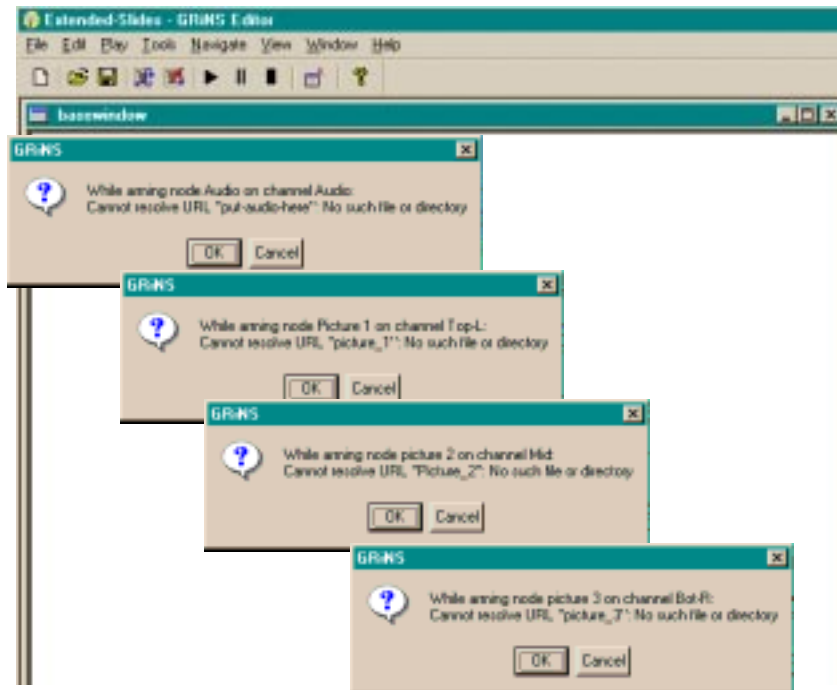 Extended-Slides - GRiNS Editor
File Edit Play Tools Navigate View Window Help
basewindow
GRiNS
While arming node Audio on channel Audio:
Cannot resolve URL "put-audio-here": No such file or directory
OK Cancel
GRiNS
While arming node Picture 1 on channel Top-L:
Cannot resolve URL "picture_1": No such file or directory
OK Cancel
GRiNS
While arming node picture 2 on channel Mid:
Cannot resolve URL "Picture_2": No such file or directory
OK Cancel
GRiNS
While arming node picture 3 on channel Bot-R:
Cannot resolve URL "picture_3": No such file or directory
OK Cancel